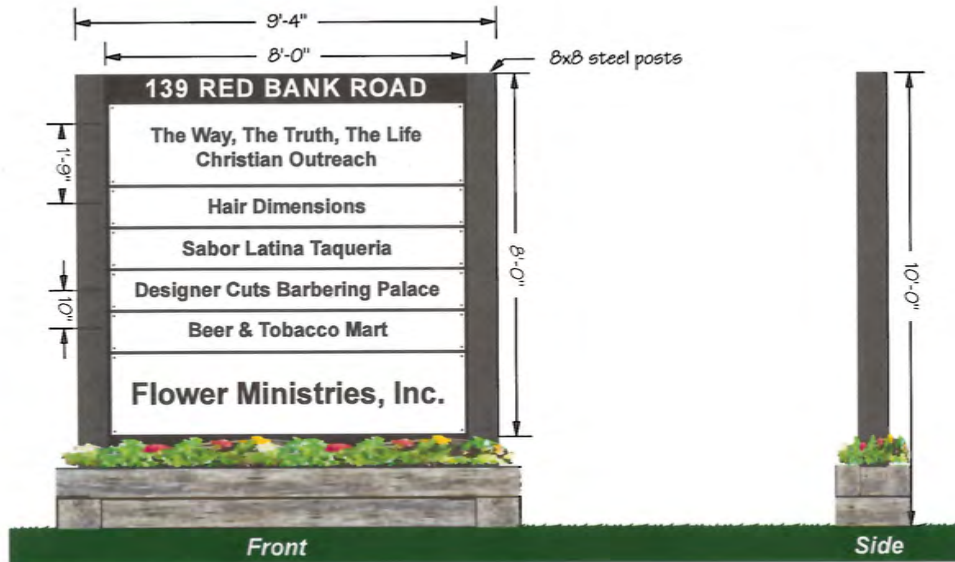 9'-4"
8'-0"
8x8 steel posts
139 RED BANK ROAD
The Way, The Truth, The Life
Christian Outreach
1'-9"
Hair Dimensions
Sabor Latina Taqueria
8'-0"
10'-0"
Designer Cuts Barbering Palace
10"
Beer & Tobacco Mart
Flower Ministries, Inc.
Front
Side